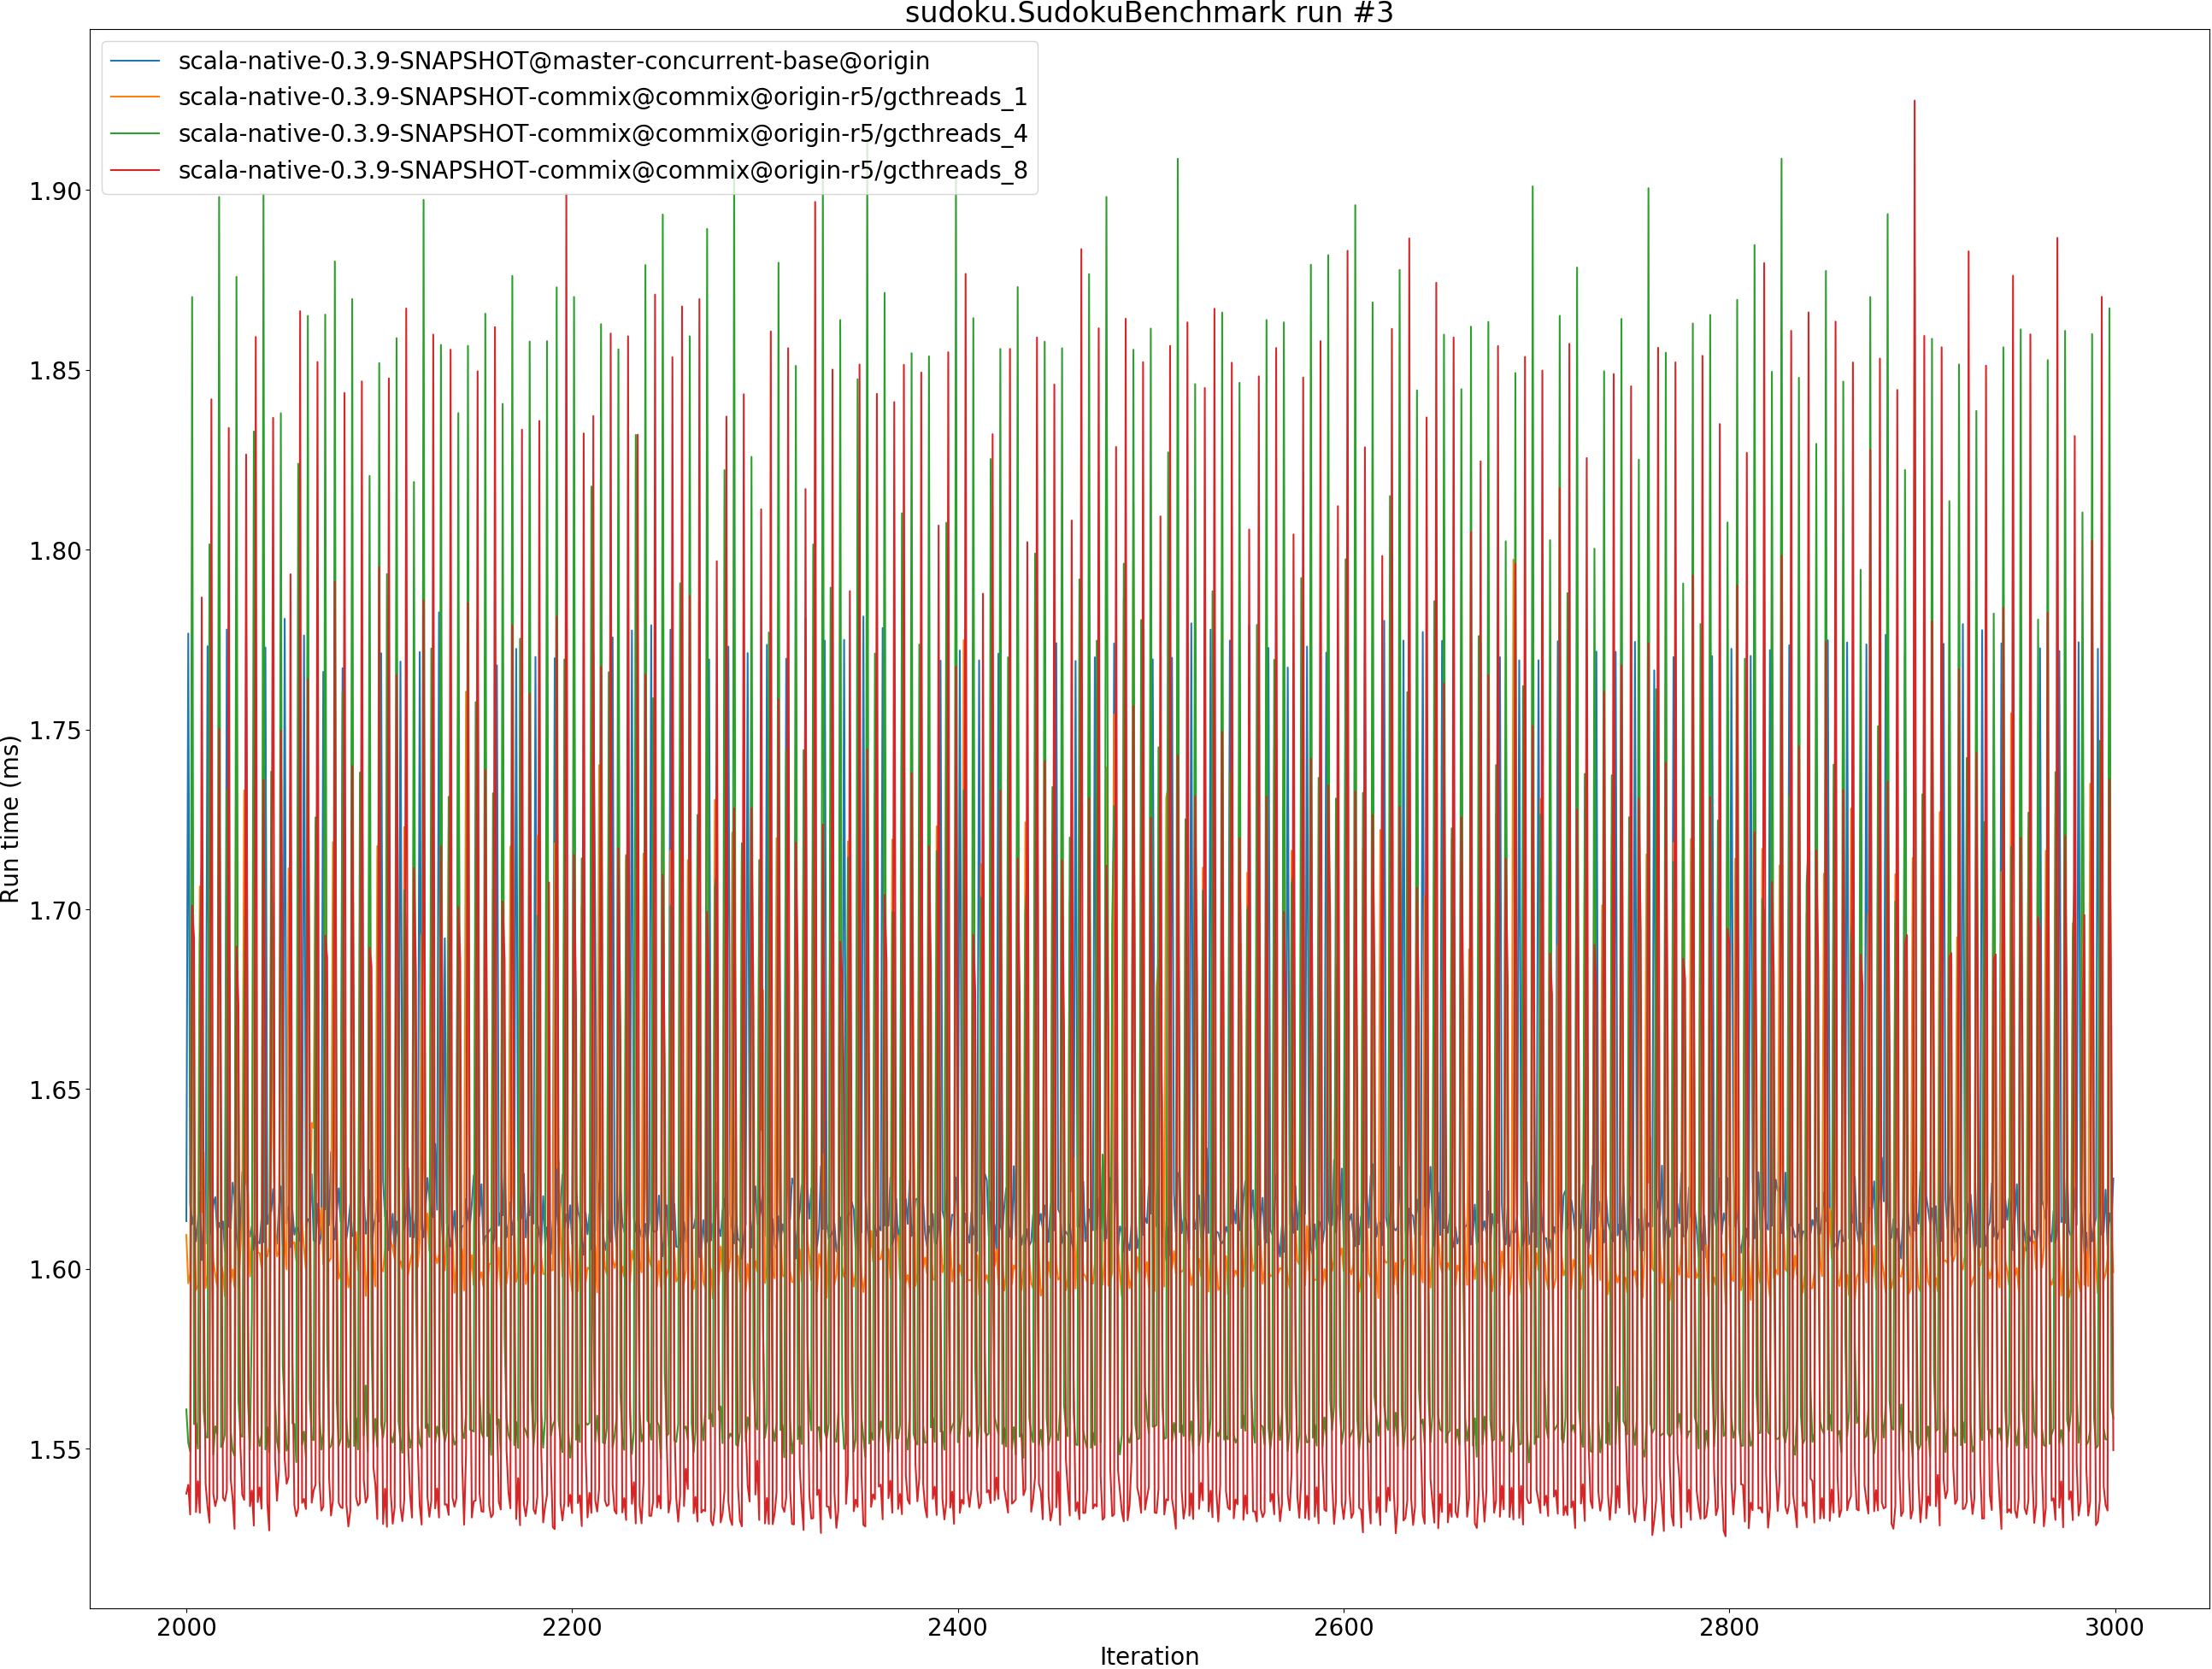 sudoku.SudokuBenchmark run #3
scala-native-0.3.9-SNAPSHOT@master-concurrent-base@origin
scala-native-0.3.9-SNAPSHOT-commix@commix@origin-r5/gcthreads_1
scala-native-0.3.9-SNAPSHOT-commix@commix@origin-r5/gcthreads_4
scala-native-0.3.9-SNAPSHOT-commix@commix@origin-r5/gcthreads_8
1.90
1.85
1.80
1.75
1.70
1.65
1.60
1.55
Run time (ms)
2000 2200 2400 2600 2800 3000
Iteration